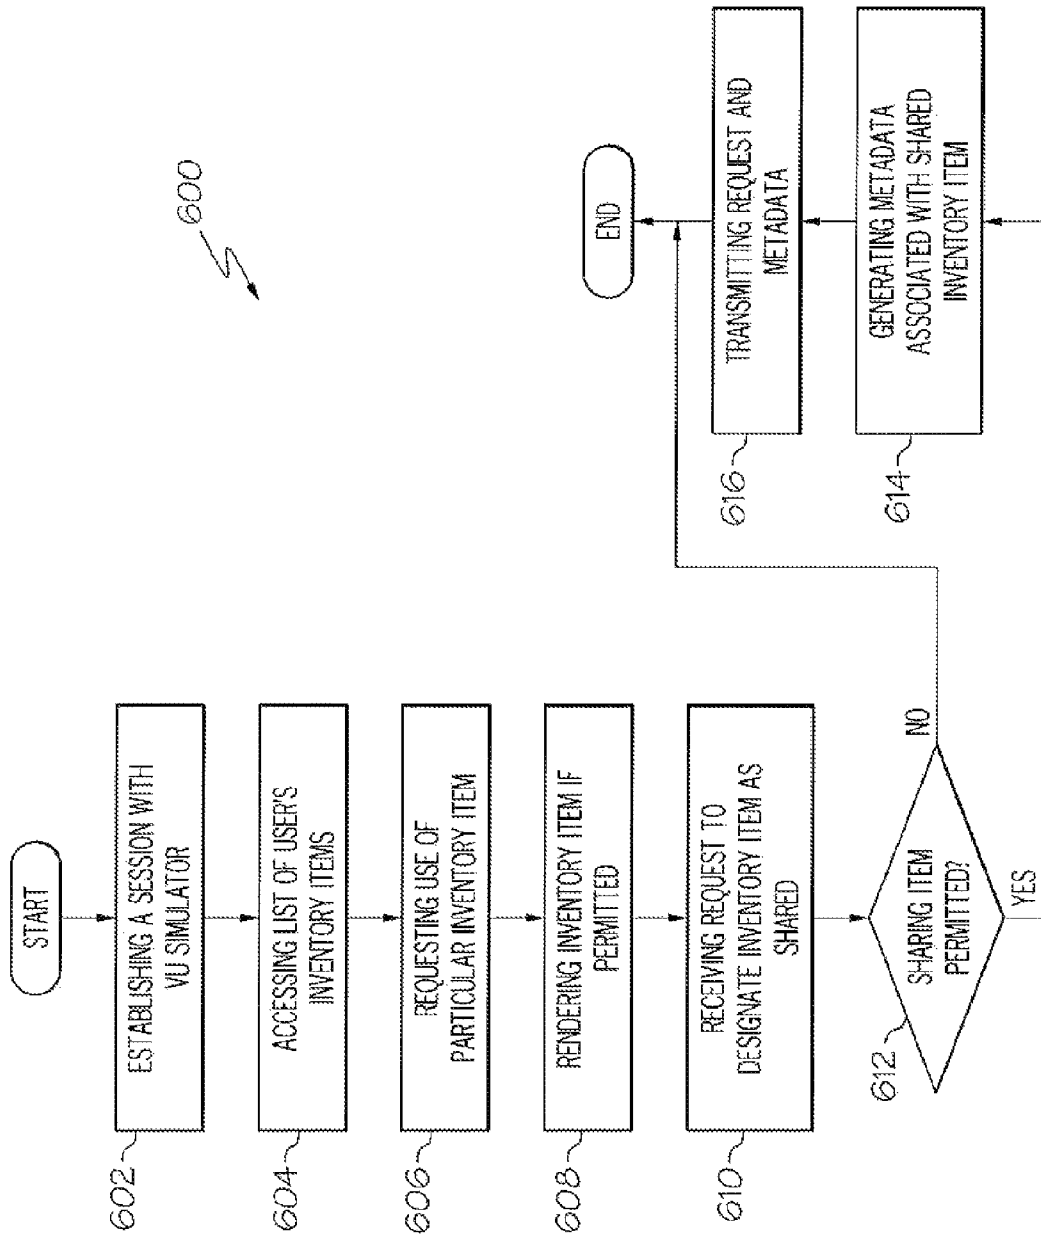 600
START
602
ESTABLISHING A SESSION WITH
VU SIMULATOR
604
ACCESSING LIST OF USER'S
INVENTORY ITEMS
606
REQUESTING USE OF
PARTICULAR INVENTORY ITEM
608
RENDERING INVENTORY ITEM IF
PERMITTED
610
RECEIVING REQUEST TO
DESIGNATE INVENTORY ITEM AS
SHARED
612
SHARING ITEM
PERMITTED?
NO
YES
614
GENERATING METADATA
ASSOCIATED WITH SHARED
INVENTORY ITEM
616
TRANSMITTING REQUEST AND
METADATA
END